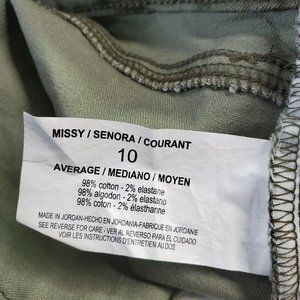 MISSY / SENORA / COURANT
10
AVERAGE / MEDIANO / MOYEN
98% cotton - 2% elastane
98% algodon - 2% elastano
98% coton - 2% élasthanne
MADE IN JORDAN-HECHO EN JORDANIA-FABRIQUE EN JORDANIE
SEE REVERSE FOR CARE - VER AL REVERSO PARA EL CUIDADO
VOIR LES INSTRUCTIONS D'ENTRETIEN AU DOS